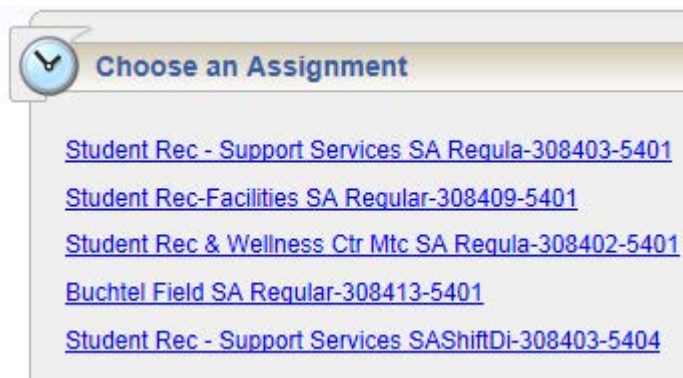 Choose an Assignment
Student Rec - Support Services SA Regula-308403-5401
Student Rec-Facilities SA Regular-308409-5401
Student Rec & Wellness Ctr Mtc SA Regula-308402-5401
Buchtel Field SA Regular-308413-5401
Student Rec - Support Services SAShiftDi-308403-5404